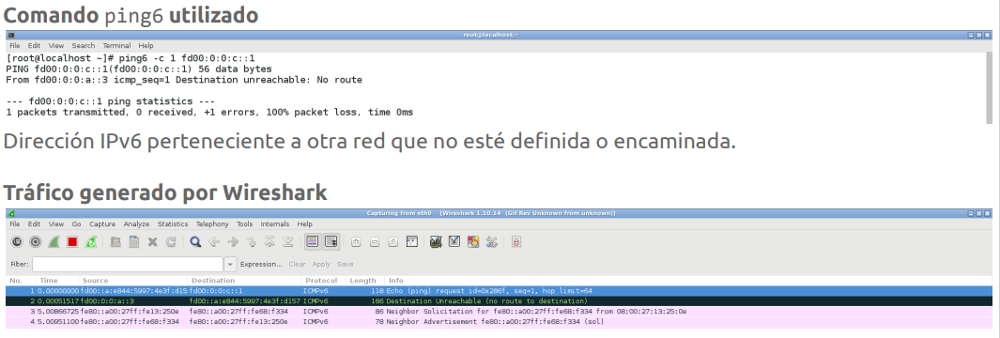 Comando ping6 utilizado
root@localhost:~
File Edit View Search Terminal Help
[root@localhost ~]# ping6 -c 1 fd00:0:0:c::1
PING fd00:0:0:c::1(fd00:0:0:c::1) 56 data bytes
From fd00:0:0:a::3 icmp_seq=1 Destination unreachable: No route
--- fd00:0:0:c::1 ping statistics ---
1 packets transmitted, 0 received, +1 errors, 100% packet loss, time 0ms
Dirección IPv6 perteneciente a otra red que no esté definida o encaminada.
Tráfico generado por Wireshark
Capturing from eth0 [Wireshark 1.10.14 (Git Rev Unknown from unknown)]
File Edit View Go Capture Analyze Statistics Telephony Tools Internals Help
Filter: Expression... Clear Apply Save
No. Time Source Destination Protocol Length Info
1 0.00000000 fd00::a:e844:5997:4e3f:d15 fd00:0:0:c::1 ICMPv6 118 Echo (ping) request id=0x286f, seq=1, hop limit=64
2 0.00051517 fd00:0:0:a::3 fd00::a:e844:5997:4e3f:d157 ICMPv6 166 Destination Unreachable (no route to destination)
3 5.00866725 fe80::a00:27ff:fe13:250e fe80::a00:27ff:fe68:f334 ICMPv6 86 Neighbor Solicitation for fe80::a00:27ff:fe68:f334 from 08:00:27:13:25:0e
4 5.00951100 fe80::a00:27ff:fe68:f334 fe80::a00:27ff:fe13:250e ICMPv6 78 Neighbor Advertisement fe80::a00:27ff:fe68:f334 (sol)